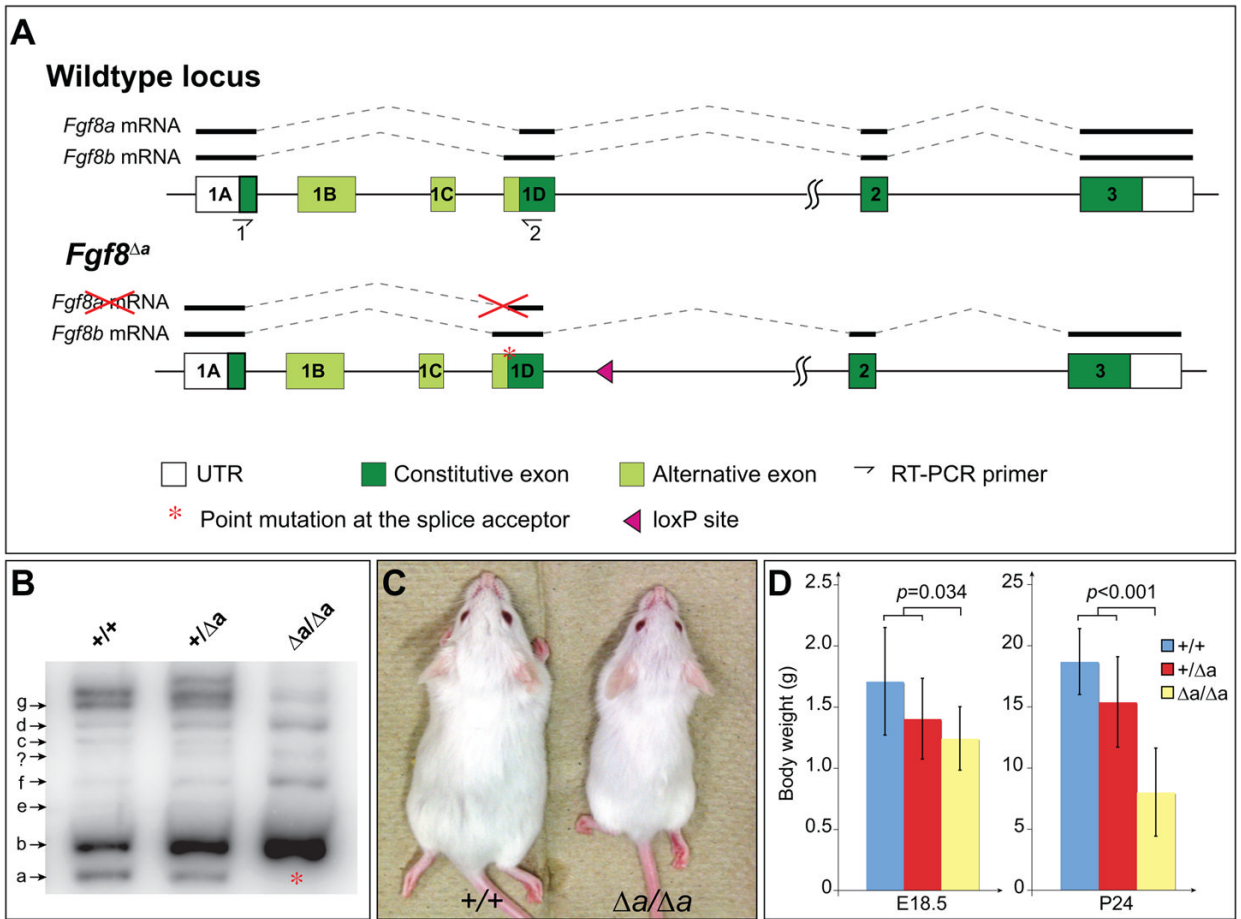 A
Wildtype locus
Fgf8a mRNA
Fgf8b mRNA
1A 1B 1C 1D 2 3
1 2
Fgf8Δa
Fgf8a mRNA
Fgf8b mRNA
* 
1A 1B 1C 1D 2 3
UTR Constitutive exon Alternative exon RT-PCR primer
* Point mutation at the splice acceptor loxP site
B
+/+ +/Δa Δa/Δa
g
d
c
?
f
e
b
a *
C
+/+ Δa/Δa
D
Body weight (g)
2.5
2.0
1.5
1.0
0.5
0
p=0.034
E18.5
25
20
15
10
5
0
p<0.001
P24
+/+
+/Δa
Δa/Δa